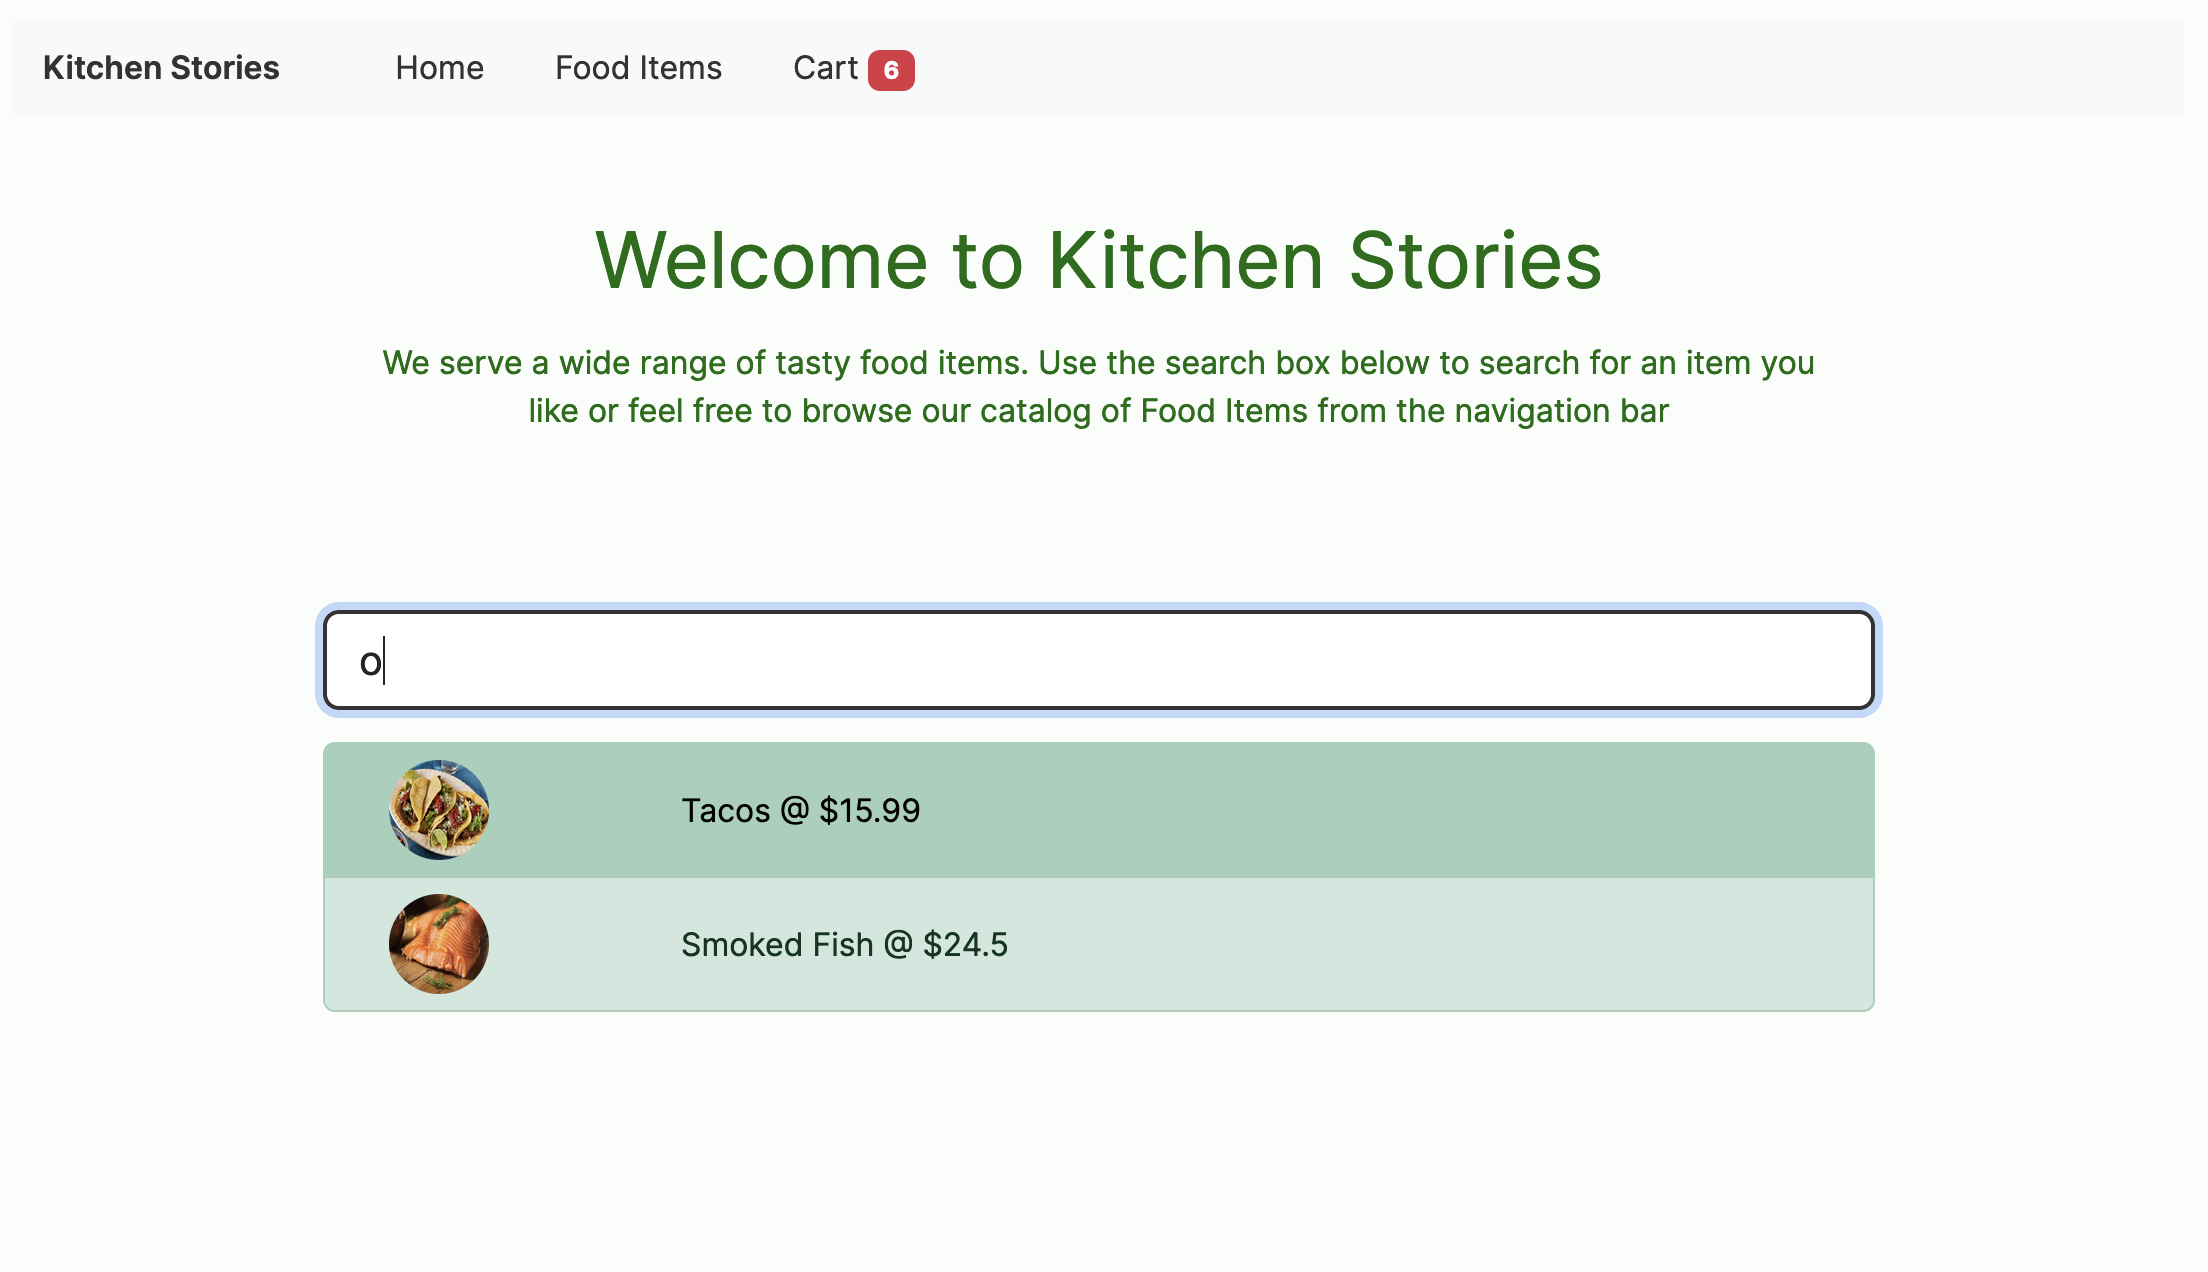 Kitchen Stories Home Food Items Cart 6
Welcome to Kitchen Stories
We serve a wide range of tasty food items. Use the search box below to search for an item you
like or feel free to browse our catalog of Food Items from the navigation bar
o
Tacos @ $15.99
Smoked Fish @ $24.5